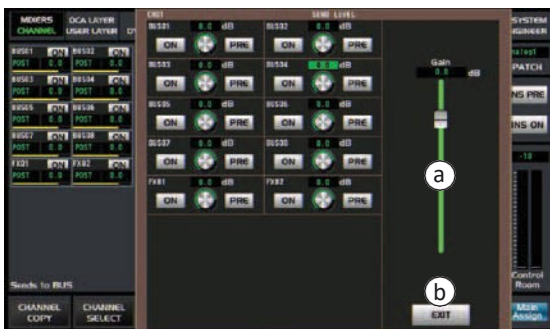 MIXERS
CHANNEL
DCA LAYER
USER LAYER
CH01
SEND LEVEL
SYSTEM
BUS01 ON BUS02 ON
POST 0.0 POST 0.0
BUS03 ON BUS04 ON
POST 0.0 POST 0.0
BUS05 ON BUS06 ON
POST 0.0 POST 0.0
BUS07 ON BUS08 ON
POST 0.0 POST 0.0
FX01 ON FX02 ON
POST 0.0 POST 0.0
Sends to BUS
CHANNEL
COPY
CHANNEL
SELECT
BUS01 0.0 dB BUS02 0.0 dB
ON PRE ON PRE
BUS03 0.0 dB BUS04 0.0 dB
ON PRE ON PRE
BUS05 0.0 dB BUS06 0.0 dB
ON PRE ON PRE
BUS07 0.0 dB BUS08 0.0 dB
ON PRE ON PRE
FX01 0.0 dB FX02 0.0 dB
ON PRE ON PRE
Gain
0.0 dB
a
b
EXIT
PATCH
NS PRE
INS ON
-18
Control
Room
Main
Assign